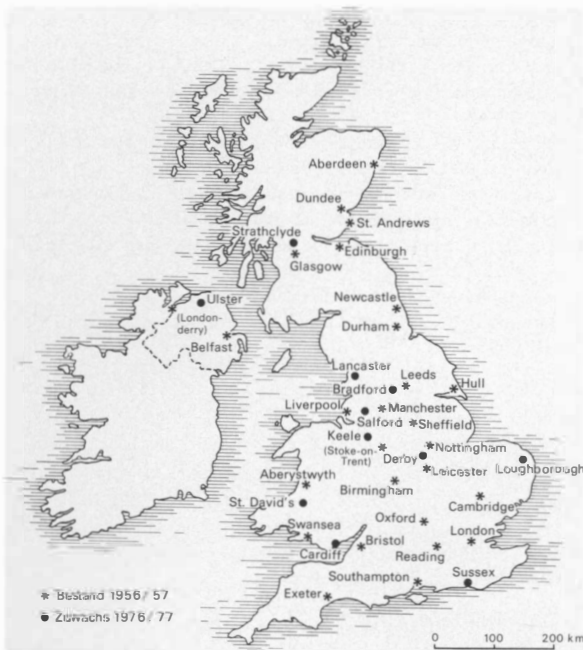 Aberdeen
Dundee
St. Andrews
Strathclyde
Edinburgh
Glasgow
Ulster
(London-
derry)
Newcastle
Durham
Belfast
Lancaster
Leeds
Bradford
Hull
Liverpool
Manchester
Salford
Sheffield
Keele
(Stoke-on-
Trent)
Nottingham
Derby
Loughborough
Leicester
Aberystwyth
Birmingham
St. David's
Cambridge
Oxford
Swansea
London
Cardiff
Bristol
Reading
Southampton
Sussex
Exeter
* Bestand 1956/57
● Zuwachs 1976/77
0 100 200 km